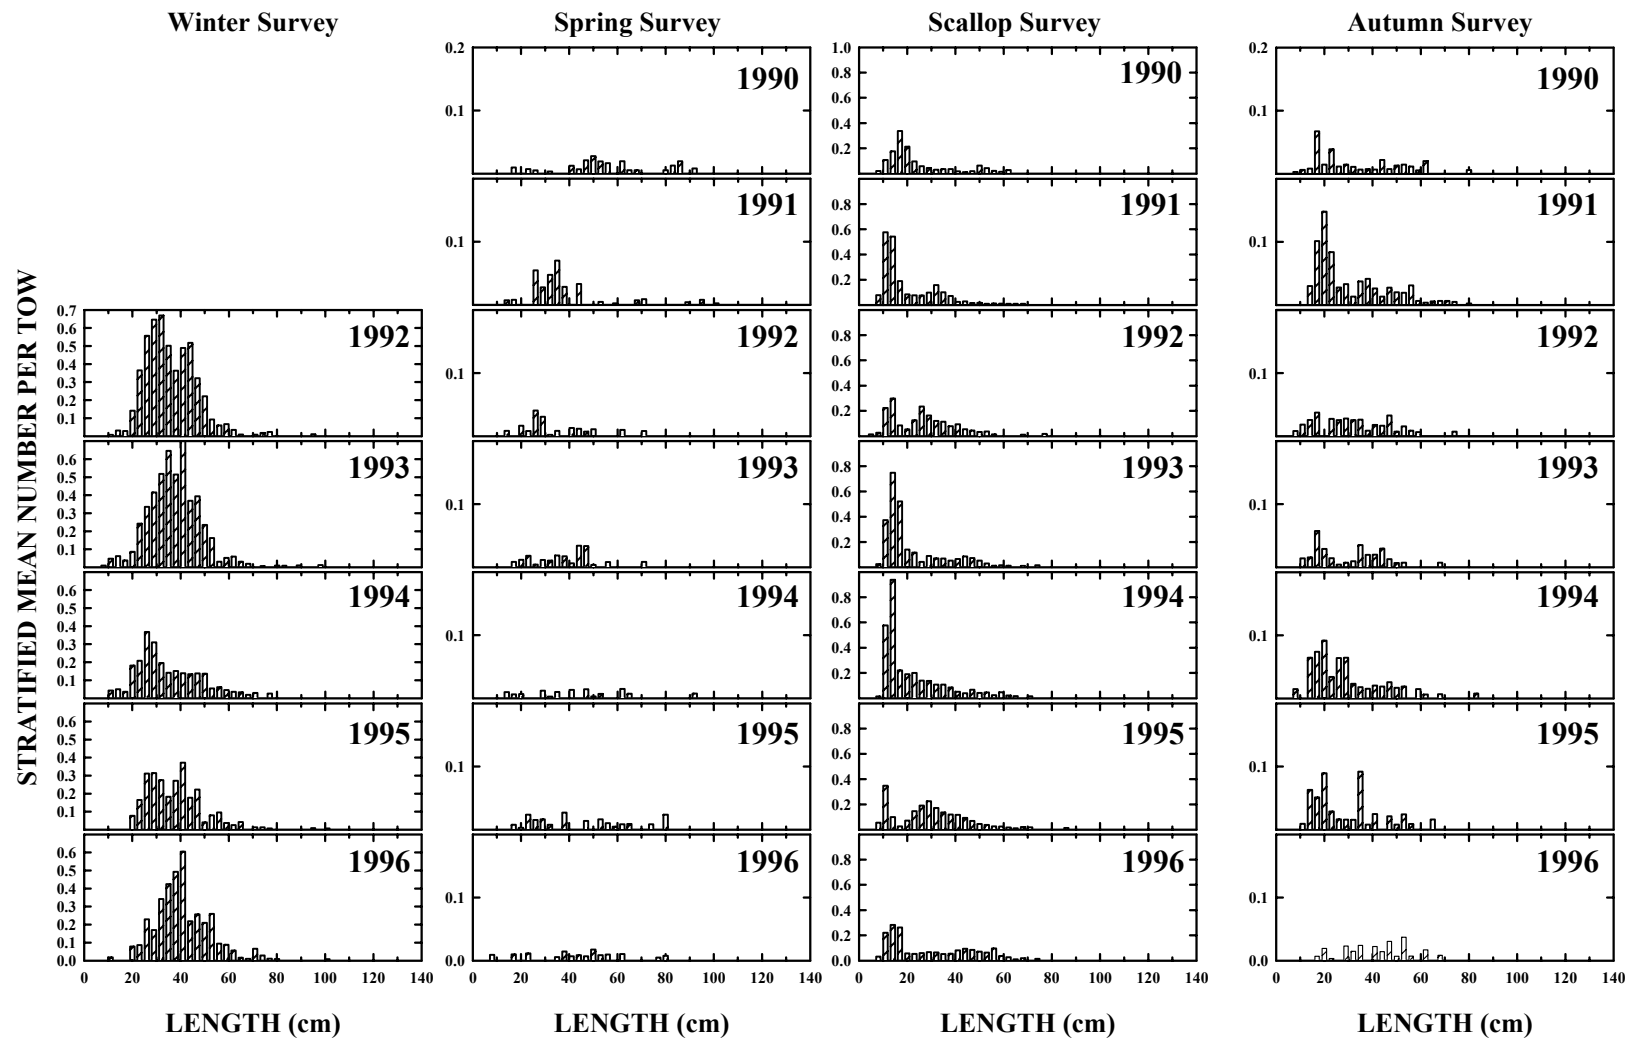 Winter Survey Spring Survey Scallop Survey Autumn Survey
STRATIFIED MEAN NUMBER PER TOW
0.2 1.0 0.2
1990 0.8 1990 1990
0.1 0.6 0.1
0.4
0.2
1991 0.8 1991 1991
0.1 0.6 0.1
0.4
0.2
0.7
0.6 1992 1992 0.8 1992 1992
0.5
0.4 0.1 0.6 0.1
0.3 0.4
0.2
0.1 0.2
0.6 1993 1993 0.8 1993 1993
0.5
0.4 0.1 0.6 0.1
0.3 0.4
0.2
0.1 0.2
0.6 1994 1994 0.8 1994 1994
0.5
0.4 0.1 0.6 0.1
0.3 0.4
0.2
0.1 0.2
0.6 1995 1995 0.8 1995 1995
0.5
0.4 0.1 0.6 0.1
0.3 0.4
0.2
0.1 0.2
0.6 1996 1996 0.8 1996 1996
0.5
0.4 0.1 0.6 0.1
0.3 0.4
0.2
0.1 0.2
0.0 0.0 0.0 0.0
0 20 40 60 80 100 120 140 0 20 40 60 80 100 120 140 0 20 40 60 80 100 120 140 0 20 40 60 80 100 120 140
LENGTH (cm) LENGTH (cm) LENGTH (cm) LENGTH (cm)